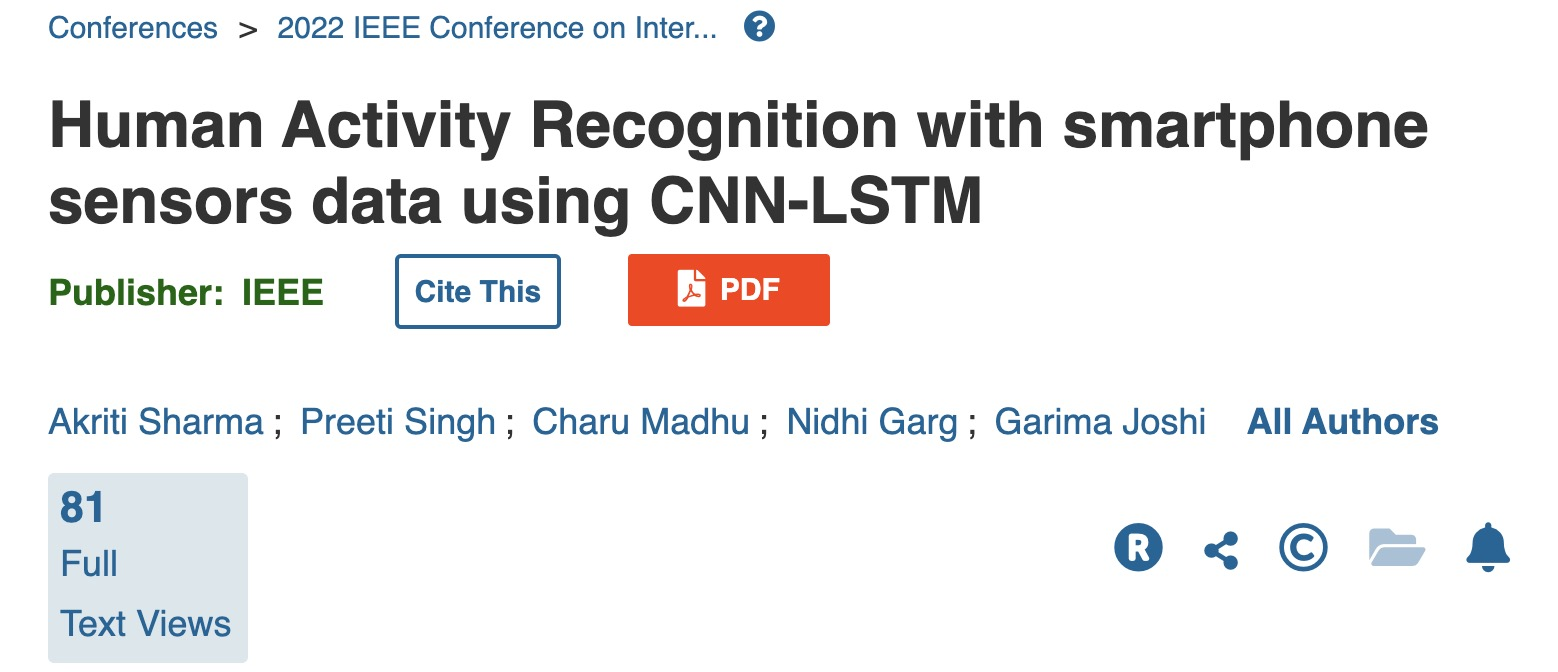 Conferences > 2022 IEEE Conference on Inter... ?
Human Activity Recognition with smartphone
sensors data using CNN-LSTM
Publisher: IEEE Cite This PDF
Akriti Sharma ; Preeti Singh ; Charu Madhu ; Nidhi Garg ; Garima Joshi All Authors
81
Full
Text Views
R ©